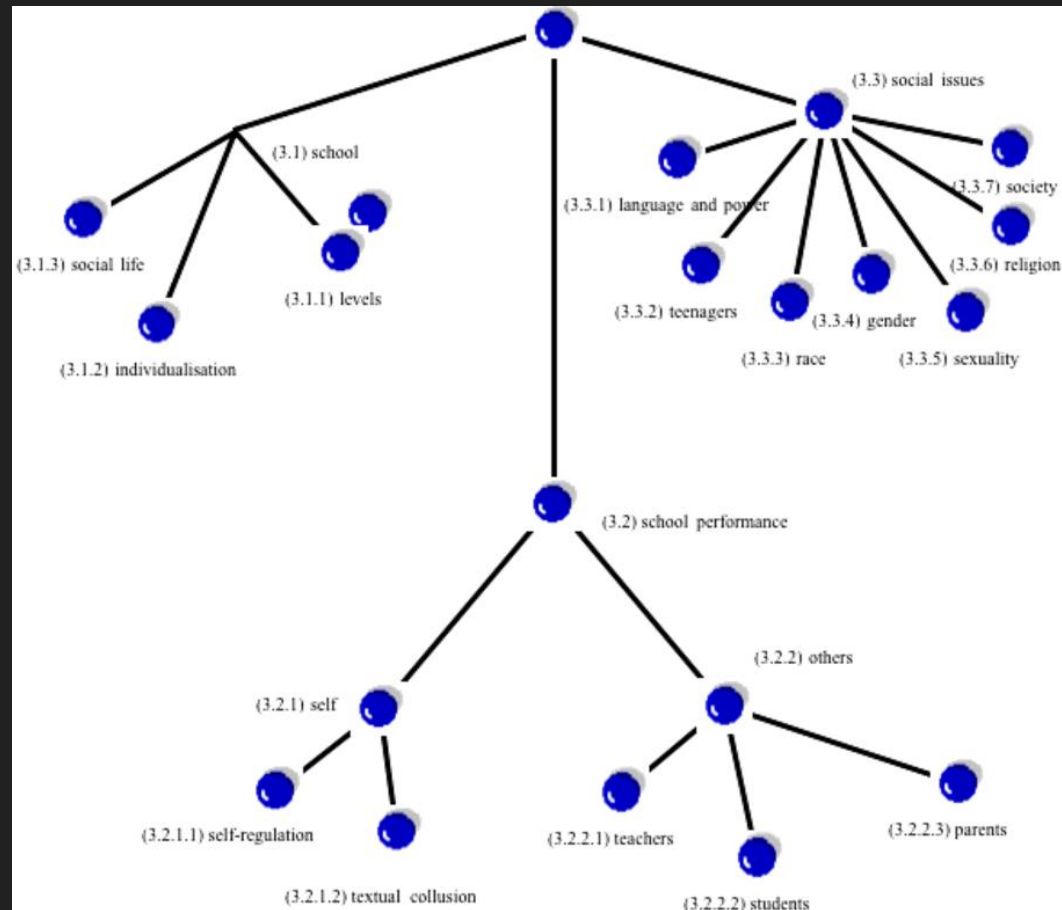 (3.3) social issues
(3.1) school
(3.3.7) society
(3.3.1) language and power
(3.1.3) social life
(3.3.6) religion
(3.1.1) levels
(3.3.2) teenagers
(3.3.4) gender
(3.3.3) race
(3.3.5) sexuality
(3.1.2) individualisation
(3.2) school performance
(3.2.2) others
(3.2.1) self
(3.2.1.1) self-regulation
(3.2.2.1) teachers
(3.2.2.3) parents
(3.2.1.2) textual collusion
(3.2.2.2) students